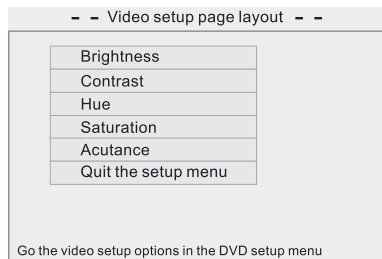 - - Video setup page layout - -
Brightness
Contrast
Hue
Saturation
Acutance
Quit the setup menu
Go the video setup options in the DVD setup menu